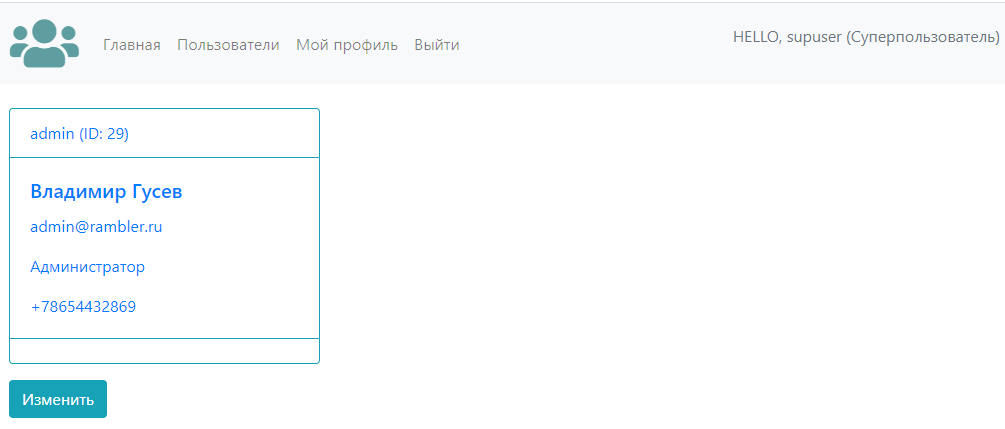 Главная Пользователи Мой профиль Выйти HELLO, supuser (Суперпользователь)
admin (ID: 29)
Владимир Гусев
admin@rambler.ru
Администратор
+78654432869
Изменить